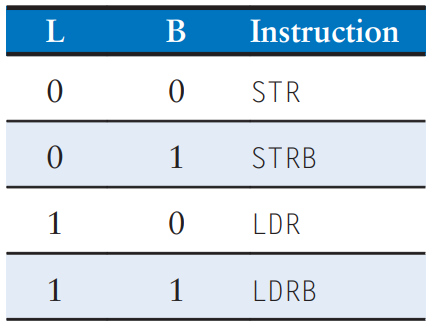 L B Instruction
0 0 STR
0 1 STRB
1 0 LDR
1 1 LDRB